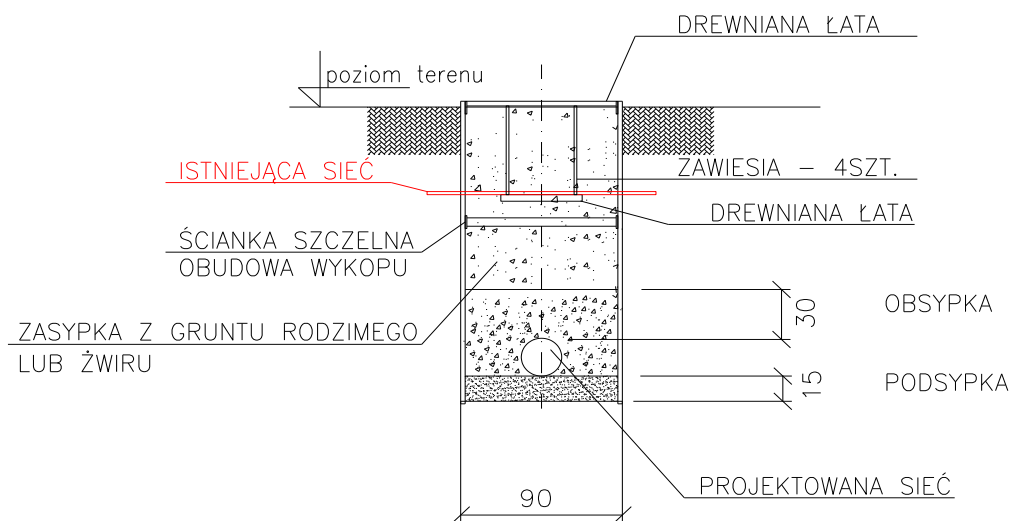 DREWNIANA ŁATA
poziom terenu
ISTNIEJĄCA SIEĆ
ZAWIESIA – 4SZT.
DREWNIANA ŁATA
ŚCIANKA SZCZELNA
OBUDOWA WYKOPU
30
OBSYPKA
ZASYPKA Z GRUNTU RODZIMEGO
LUB ŻWIRU
15
PODSYPKA
PROJEKTOWANA SIEĆ
90